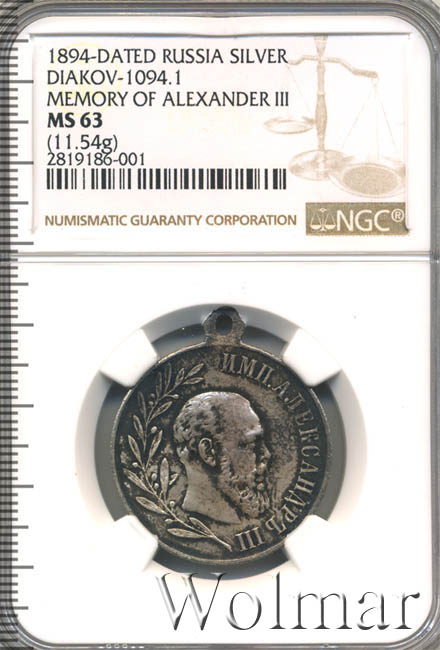 1894-DATED RUSSIA SILVER
DIAKOV-1094.1
MEMORY OF ALEXANDER III
MS 63
(11.54g)
2819186-001
NUMISMATIC GUARANTY CORPORATION
NGC®
ИМП.АЛЕКСАНДРЪ III
Wolmar